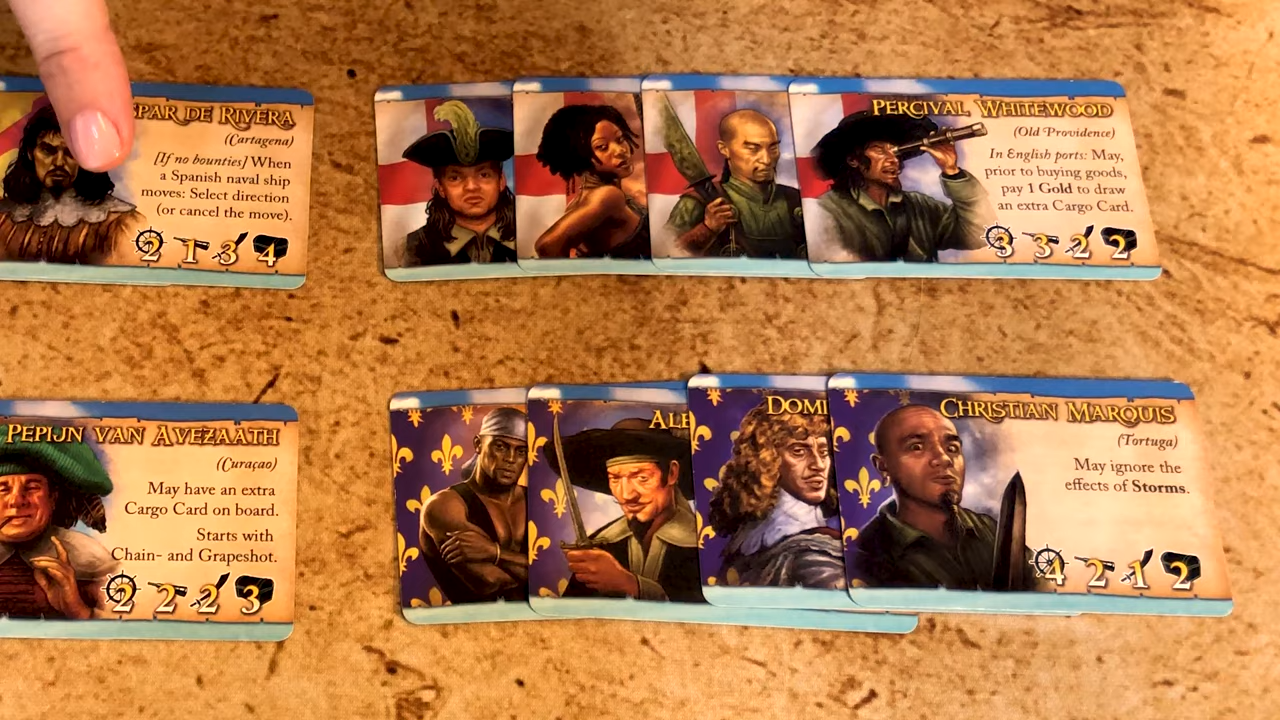 SPAR DE RIVERA
(Cartagena)
[If no bounties] When
a Spanish naval ship
moves: Select direction
(or cancel the move).
2 1 3 4
PERCIVAL WHITEWOOD
(Old Providence)
In English ports: May,
prior to buying goods,
pay 1 Gold to draw
an extra Cargo Card.
3 3 2 2
PEPIJN VAN AVEZAATH
(Curaçao)
May have an extra
Cargo Card on board.
Starts with
Chain- and Grapeshot.
2 2 2 3
ALE
DOMI
CHRISTIAN MARQUIS
(Tortuga)
May ignore the
effects of Storms.
4 2 1 2